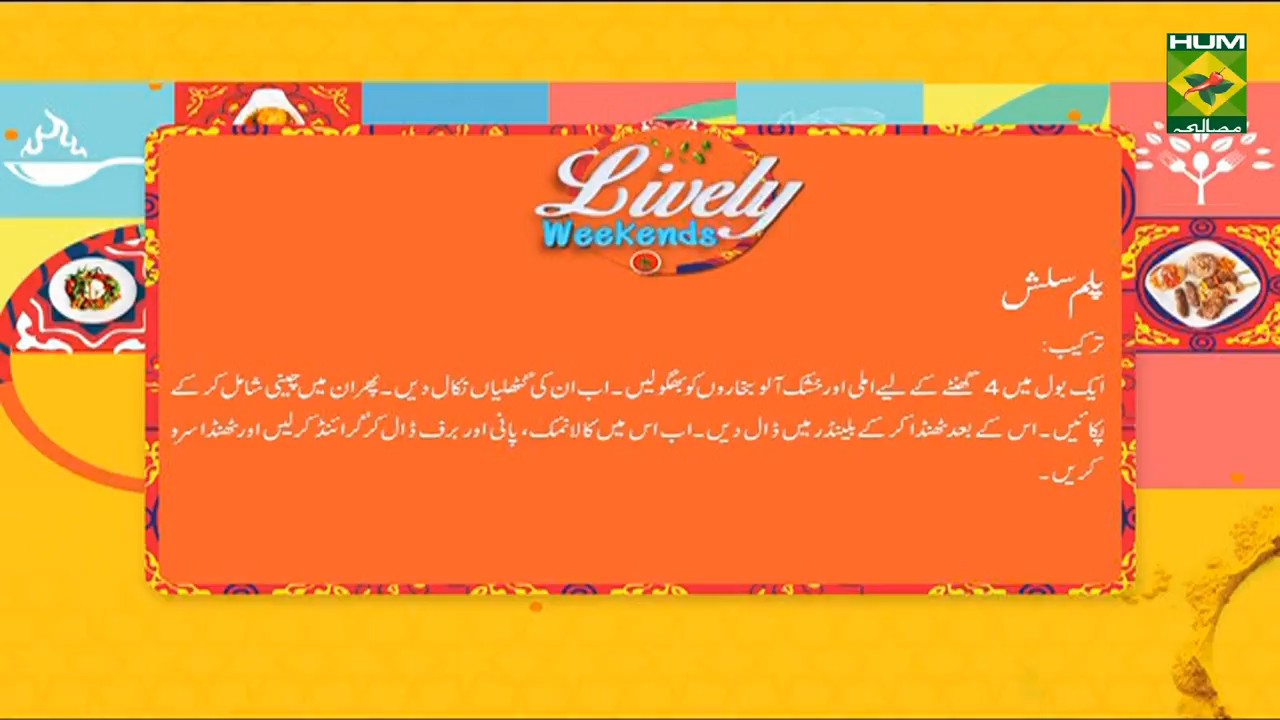 HUM
مصالحہ
Lively
Weekends
پلم سلش
ترکیب:
ایک بول میں 4 گھنٹے کے لیے املی اور خشک آلو بخاروں کو بھگو لیں۔ اب ان کی گٹھلیاں نکال دیں۔ پھر ان میں چینی شامل کر کے
پکائیں۔ اس کے بعد ٹھنڈا کر کے بلینڈر میں ڈال دیں۔ اب اس میں کالا نمک، پانی اور برف ڈال کر گرائنڈ کر لیں اور ٹھنڈا سرو
کریں۔